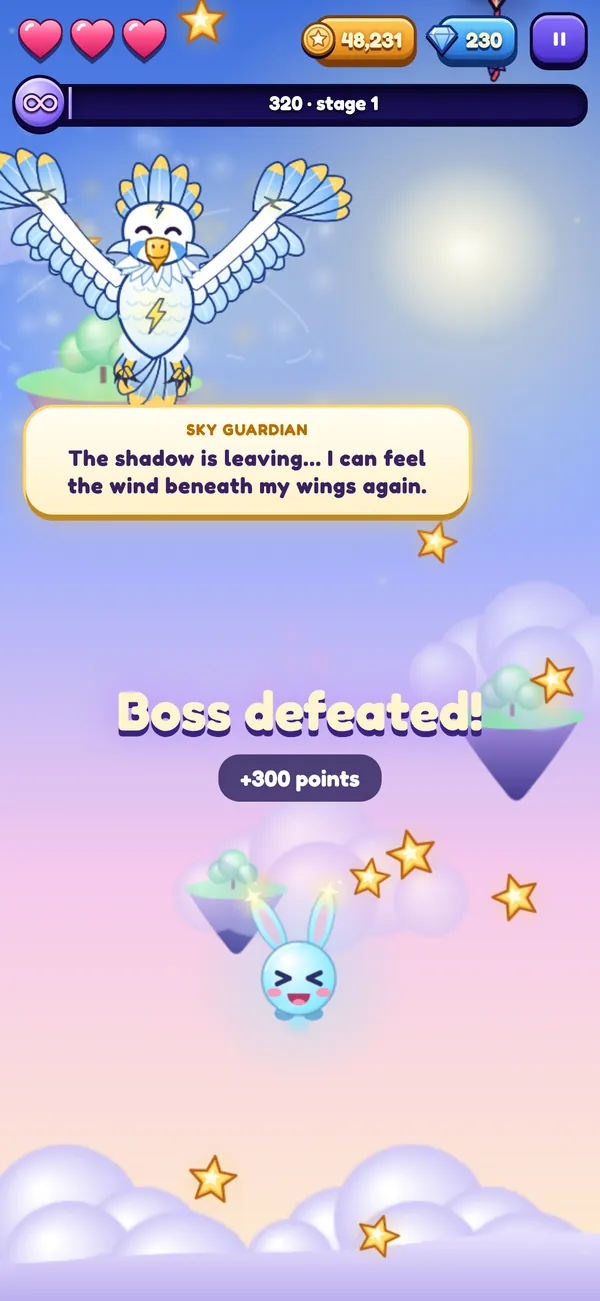 48,231
230
320 · stage 1
SKY GUARDIAN
The shadow is leaving... I can feel
the wind beneath my wings again.
Boss defeated!
+300 points